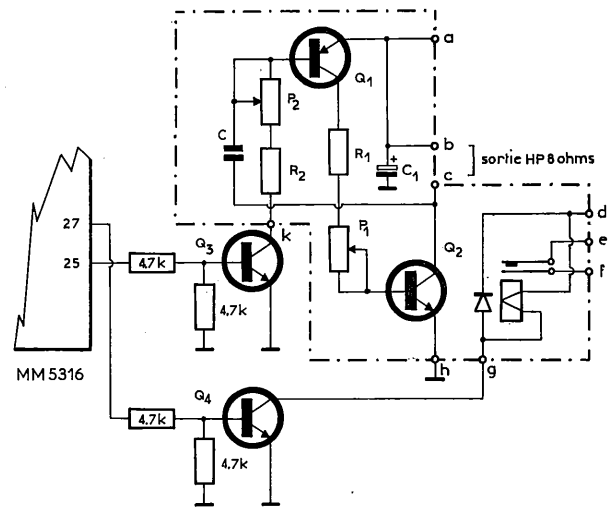 a
Q1
P2
C
R2
R1
+
C1
b
sortie HP 8 ohms
c
d
e
f
k
P1
Q2
27
25
Q3
4,7k
4,7k
MM 5316
h
g
Q4
4,7k
4,7k